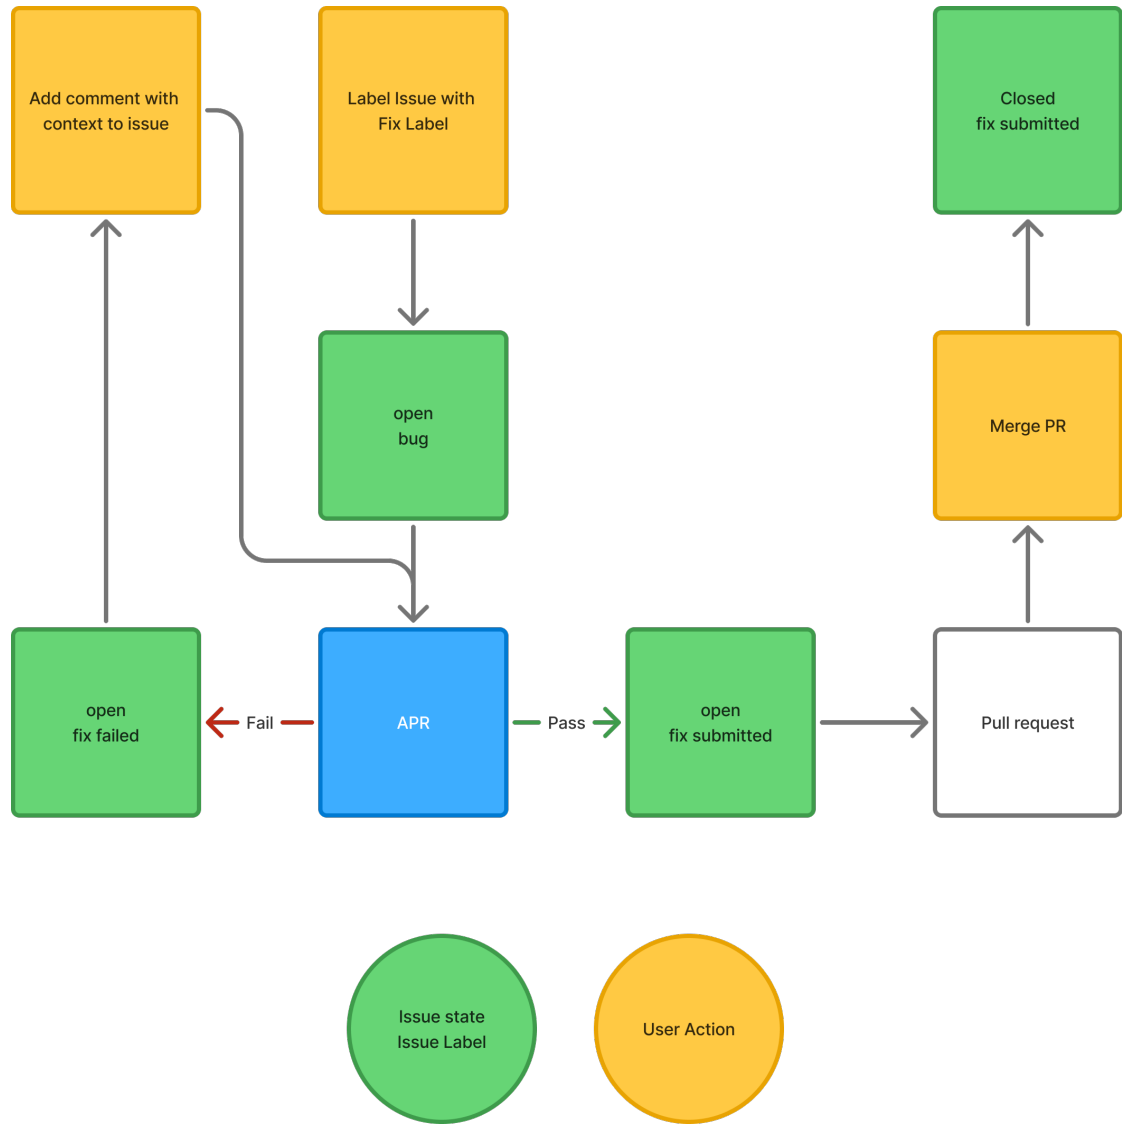 Add comment with
context to issue
Label Issue with
Fix Label
Closed
fix submitted
open
bug
Merge PR
open
fix failed
Fail
APR
Pass
open
fix submitted
Pull request
Issue state
Issue Label
User Action